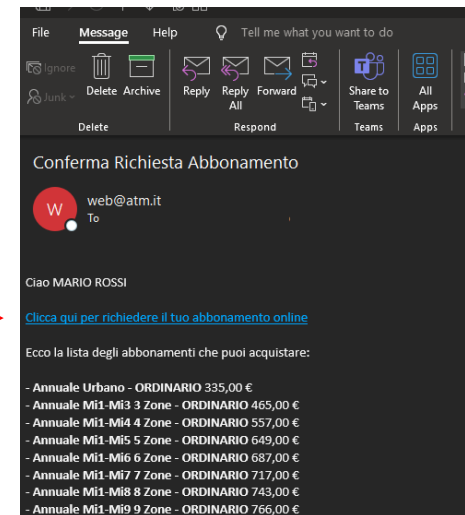 File Message Help Tell me what you want to do
Ignore
Junk
Delete Archive Reply Reply All Forward Share to Teams All Apps
Delete Respond Teams Apps
Conferma Richiesta Abbonamento
W
web@atm.it
To
Ciao MARIO ROSSI
Clicca qui per richiedere il tuo abbonamento online
Ecco la lista degli abbonamenti che puoi acquistare:
- Annuale Urbano - ORDINARIO 335,00 €
- Annuale Mi1-Mi3 3 Zone - ORDINARIO 465,00 €
- Annuale Mi1-Mi4 4 Zone - ORDINARIO 557,00 €
- Annuale Mi1-Mi5 5 Zone - ORDINARIO 649,00 €
- Annuale Mi1-Mi6 6 Zone - ORDINARIO 687,00 €
- Annuale Mi1-Mi7 7 Zone - ORDINARIO 717,00 €
- Annuale Mi1-Mi8 8 Zone - ORDINARIO 743,00 €
- Annuale Mi1-Mi9 9 Zone - ORDINARIO 766,00 €